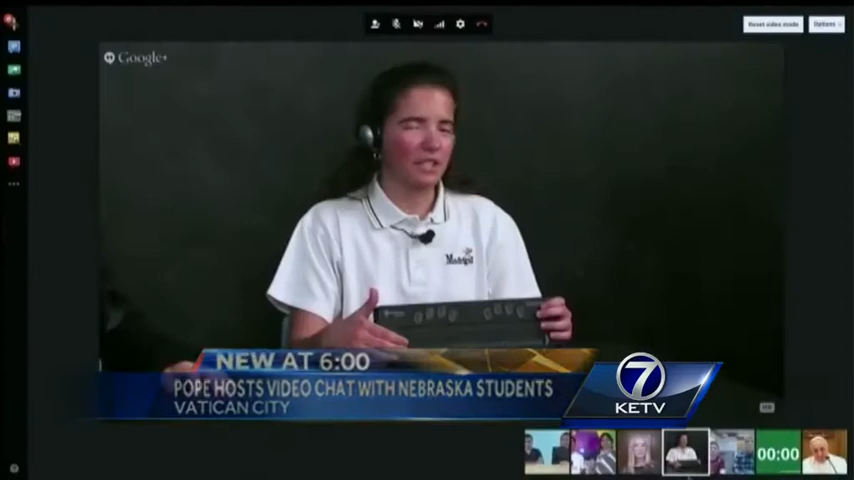 Reset video mode
Options
Google+
Madrigal
NEW AT 6:00
POPE HOSTS VIDEO CHAT WITH NEBRASKA STUDENTS
VATICAN CITY
7
KETV
00:00